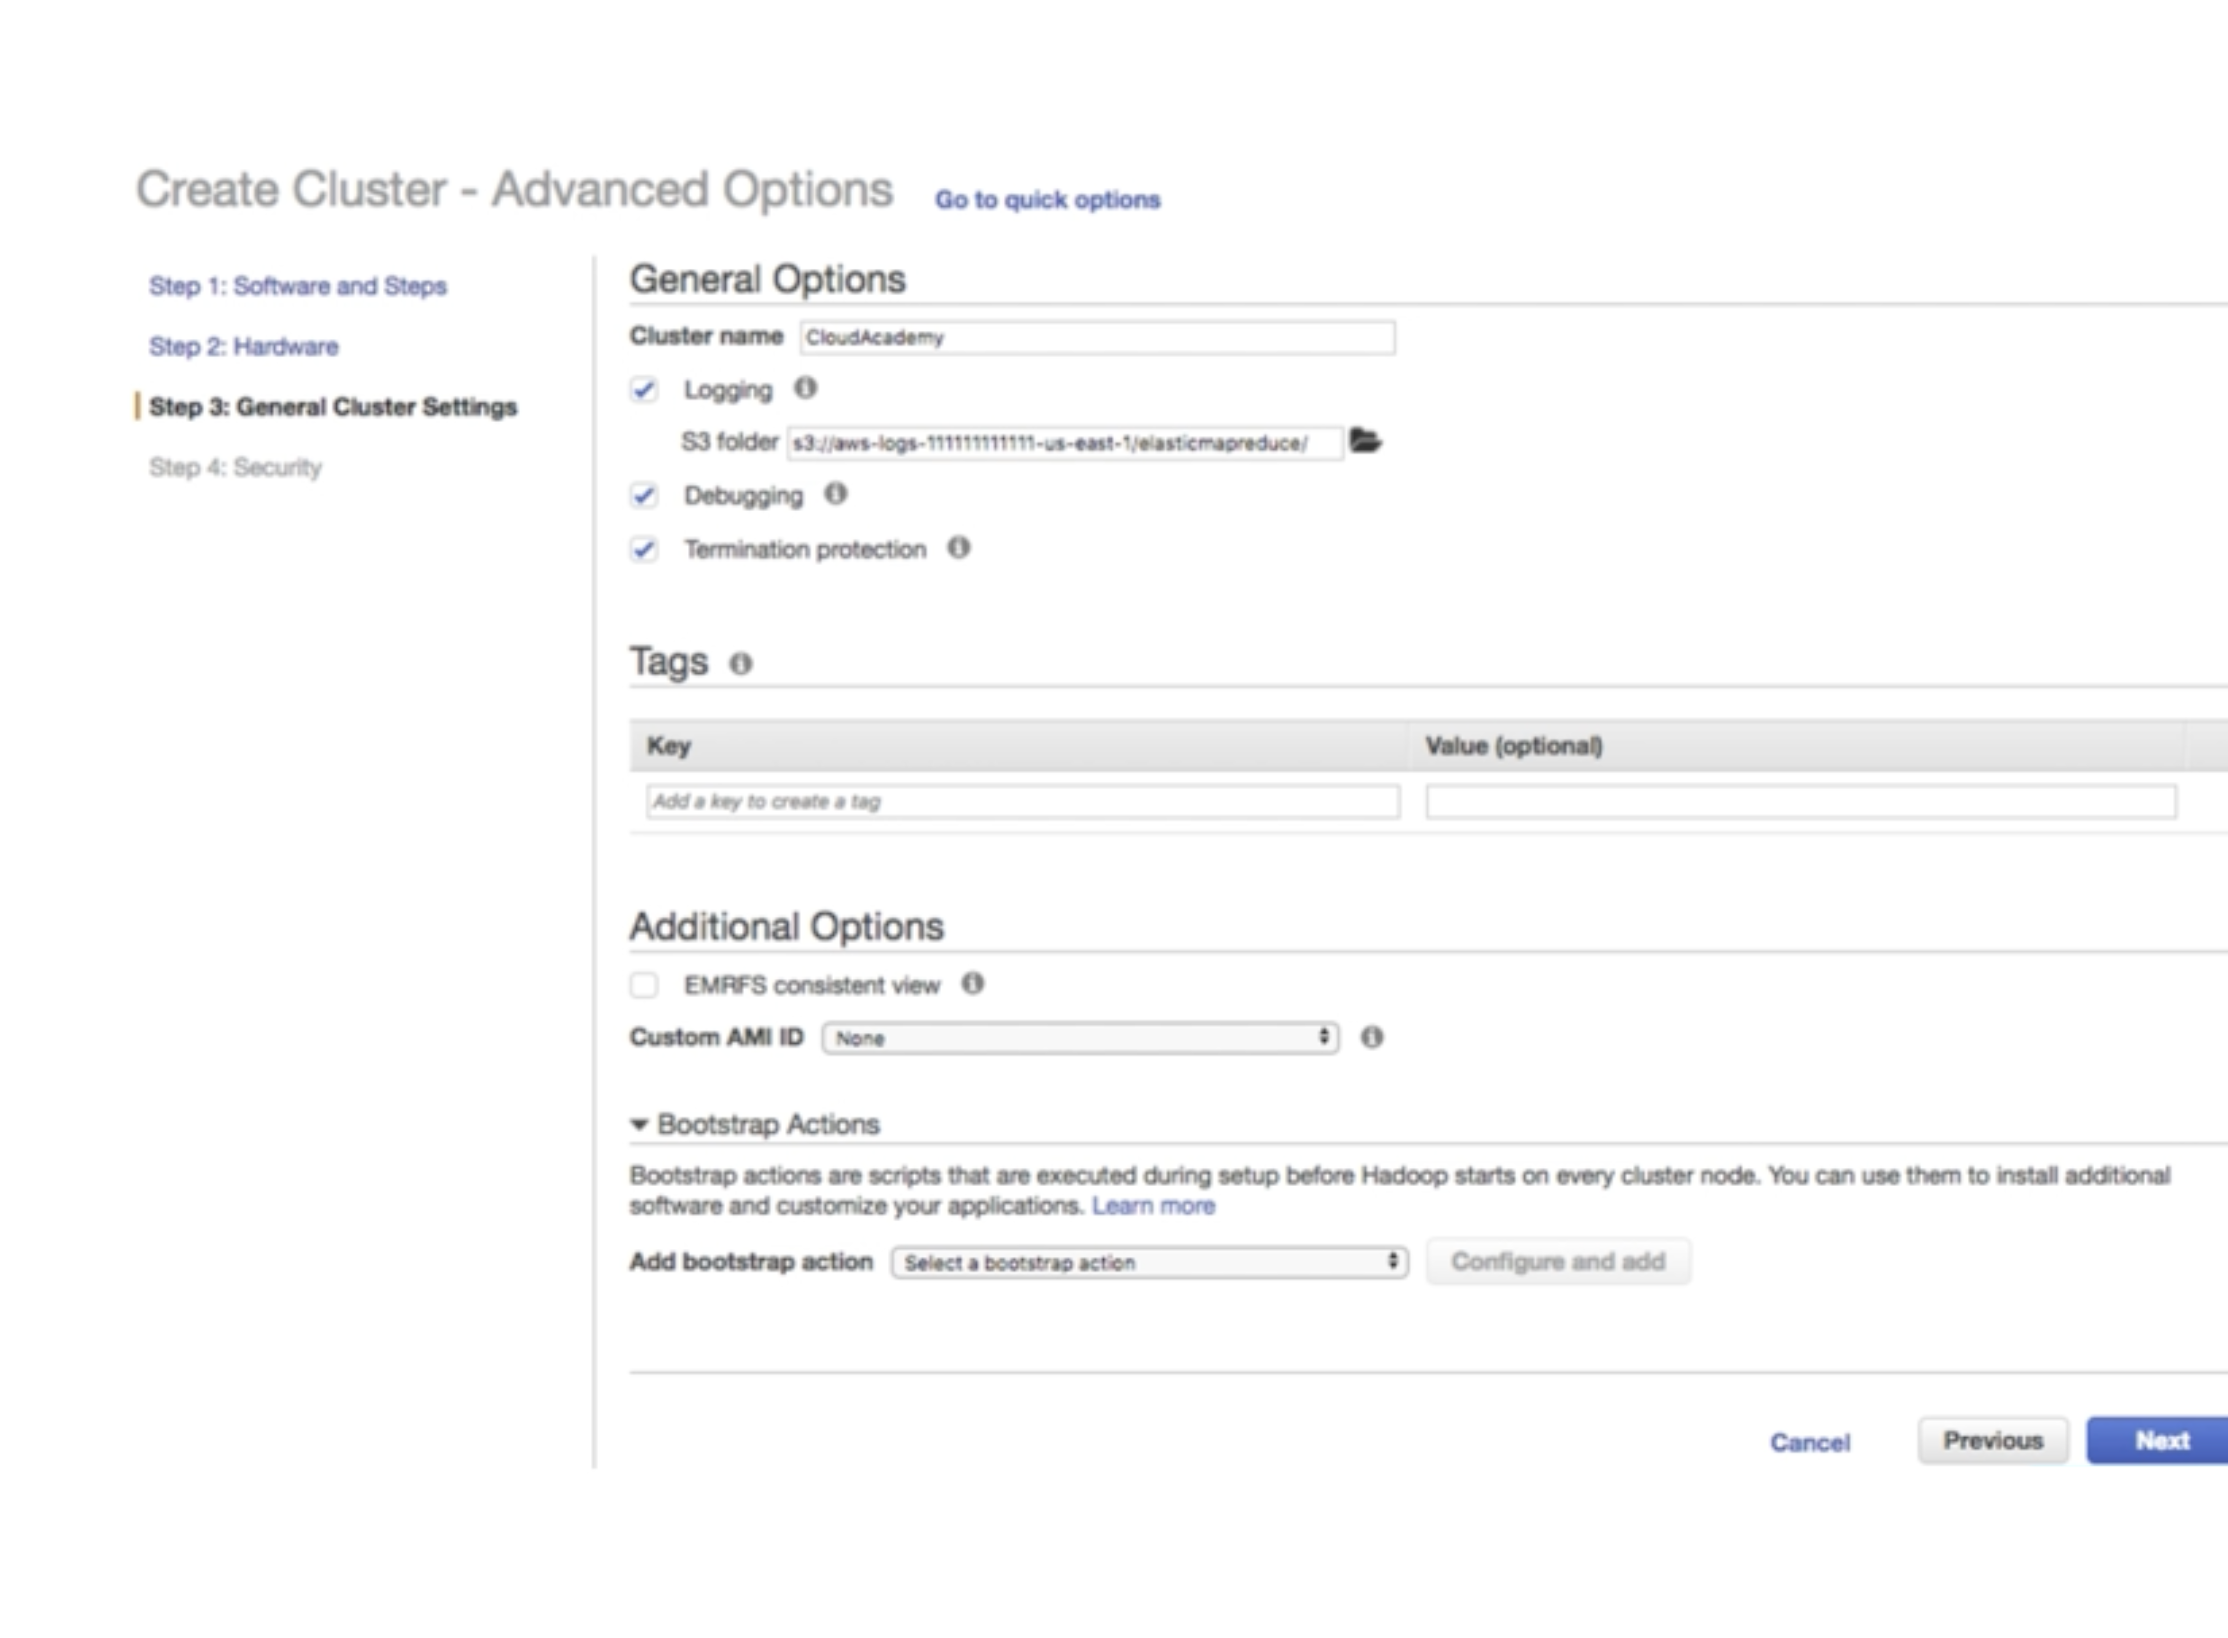 Create Cluster - Advanced Options Go to quick options
Step 1: Software and Steps
Step 2: Hardware
Step 3: General Cluster Settings
Step 4: Security
General Options
Cluster name CloudAcademy
Logging
S3 folder s3://aws-logs-111111111111-us-east-1/elasticmapreduce/
Debugging
Termination protection
Tags
Key Value (optional)
Add a key to create a tag
Additional Options
EMRFS consistent view
Custom AMI ID None
Bootstrap Actions
Bootstrap actions are scripts that are executed during setup before Hadoop starts on every cluster node. You can use them to install additional
software and customize your applications. Learn more
Add bootstrap action Select a bootstrap action Configure and add
Cancel Previous Next